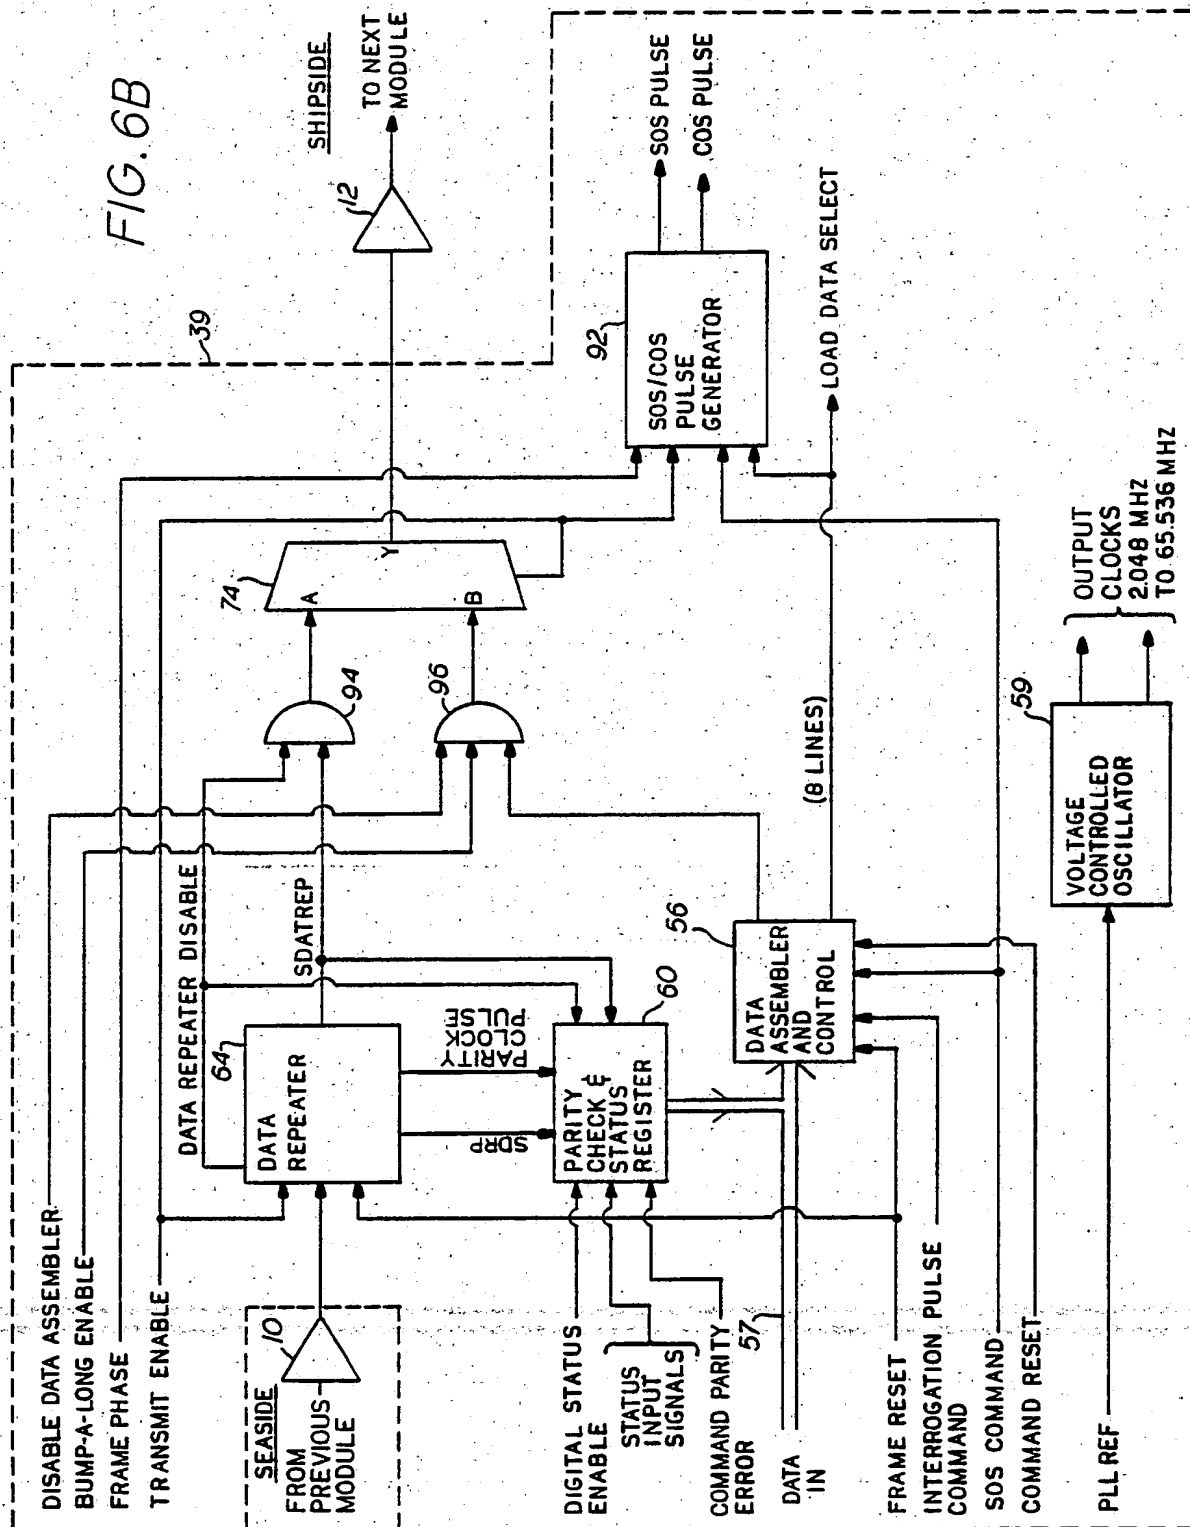 FIG. 6B
SHIPSIDE
TO NEXT
MODULE
12
39
DISABLE DATA ASSEMBLER
BUMP-A-LONG ENABLE
FRAME PHASE
TRANSMIT ENABLE
SEASIDE
FROM
PREVIOUS
MODULE
10
DATA REPEATER DISABLE
64
DATA
REPEATER
SDATREP
SDRP
PARITY
CLOCK
PULSE
94
96
74
A
B
Y
92
SOS/COS
PULSE
GENERATOR
SOS PULSE
COS PULSE
LOAD DATA SELECT
DIGITAL STATUS
ENABLE
STATUS
INPUT
SIGNALS
COMMAND PARITY
ERROR
60
PARITY
CHECK &
STATUS
REGISTER
57
DATA
IN
56
DATA
ASSEMBLER
AND
CONTROL
(8 LINES)
FRAME RESET
INTERROGATION PULSE
COMMAND
SOS COMMAND
COMMAND RESET
PLL REF
59
VOLTAGE
CONTROLLED
OSCILLATOR
OUTPUT
CLOCKS
2.048 MHZ
TO 65.536 MHZ